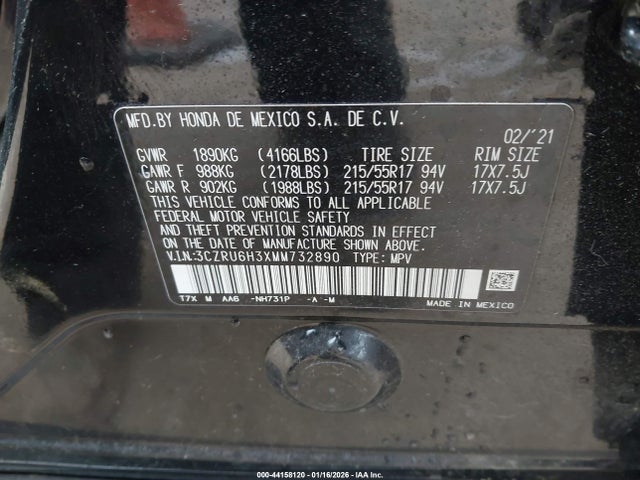 MFD. BY HONDA DE MEXICO S.A. DE C.V.
02/'21
GVWR 1890KG (4166LBS) TIRE SIZE RIM SIZE
GAWR F 988KG (2178LBS) 215/55R17 94V 17X7.5J
GAWR R 902KG (1988LBS) 215/55R17 94V 17X7.5J
THIS VEHICLE CONFORMS TO ALL APPLICABLE
FEDERAL MOTOR VEHICLE SAFETY
AND THEFT PREVENTION STANDARDS IN EFFECT
ON THE DATE OF MANUFACTURE SHOWN ABOVE.
V.I.N.:3CZRU6H3XMM732890 TYPE: MPV
T7X M AA6 -NH731P -A -M
MADE IN MEXICO
000-44158120 - 01/16/2026 - IAA Inc.